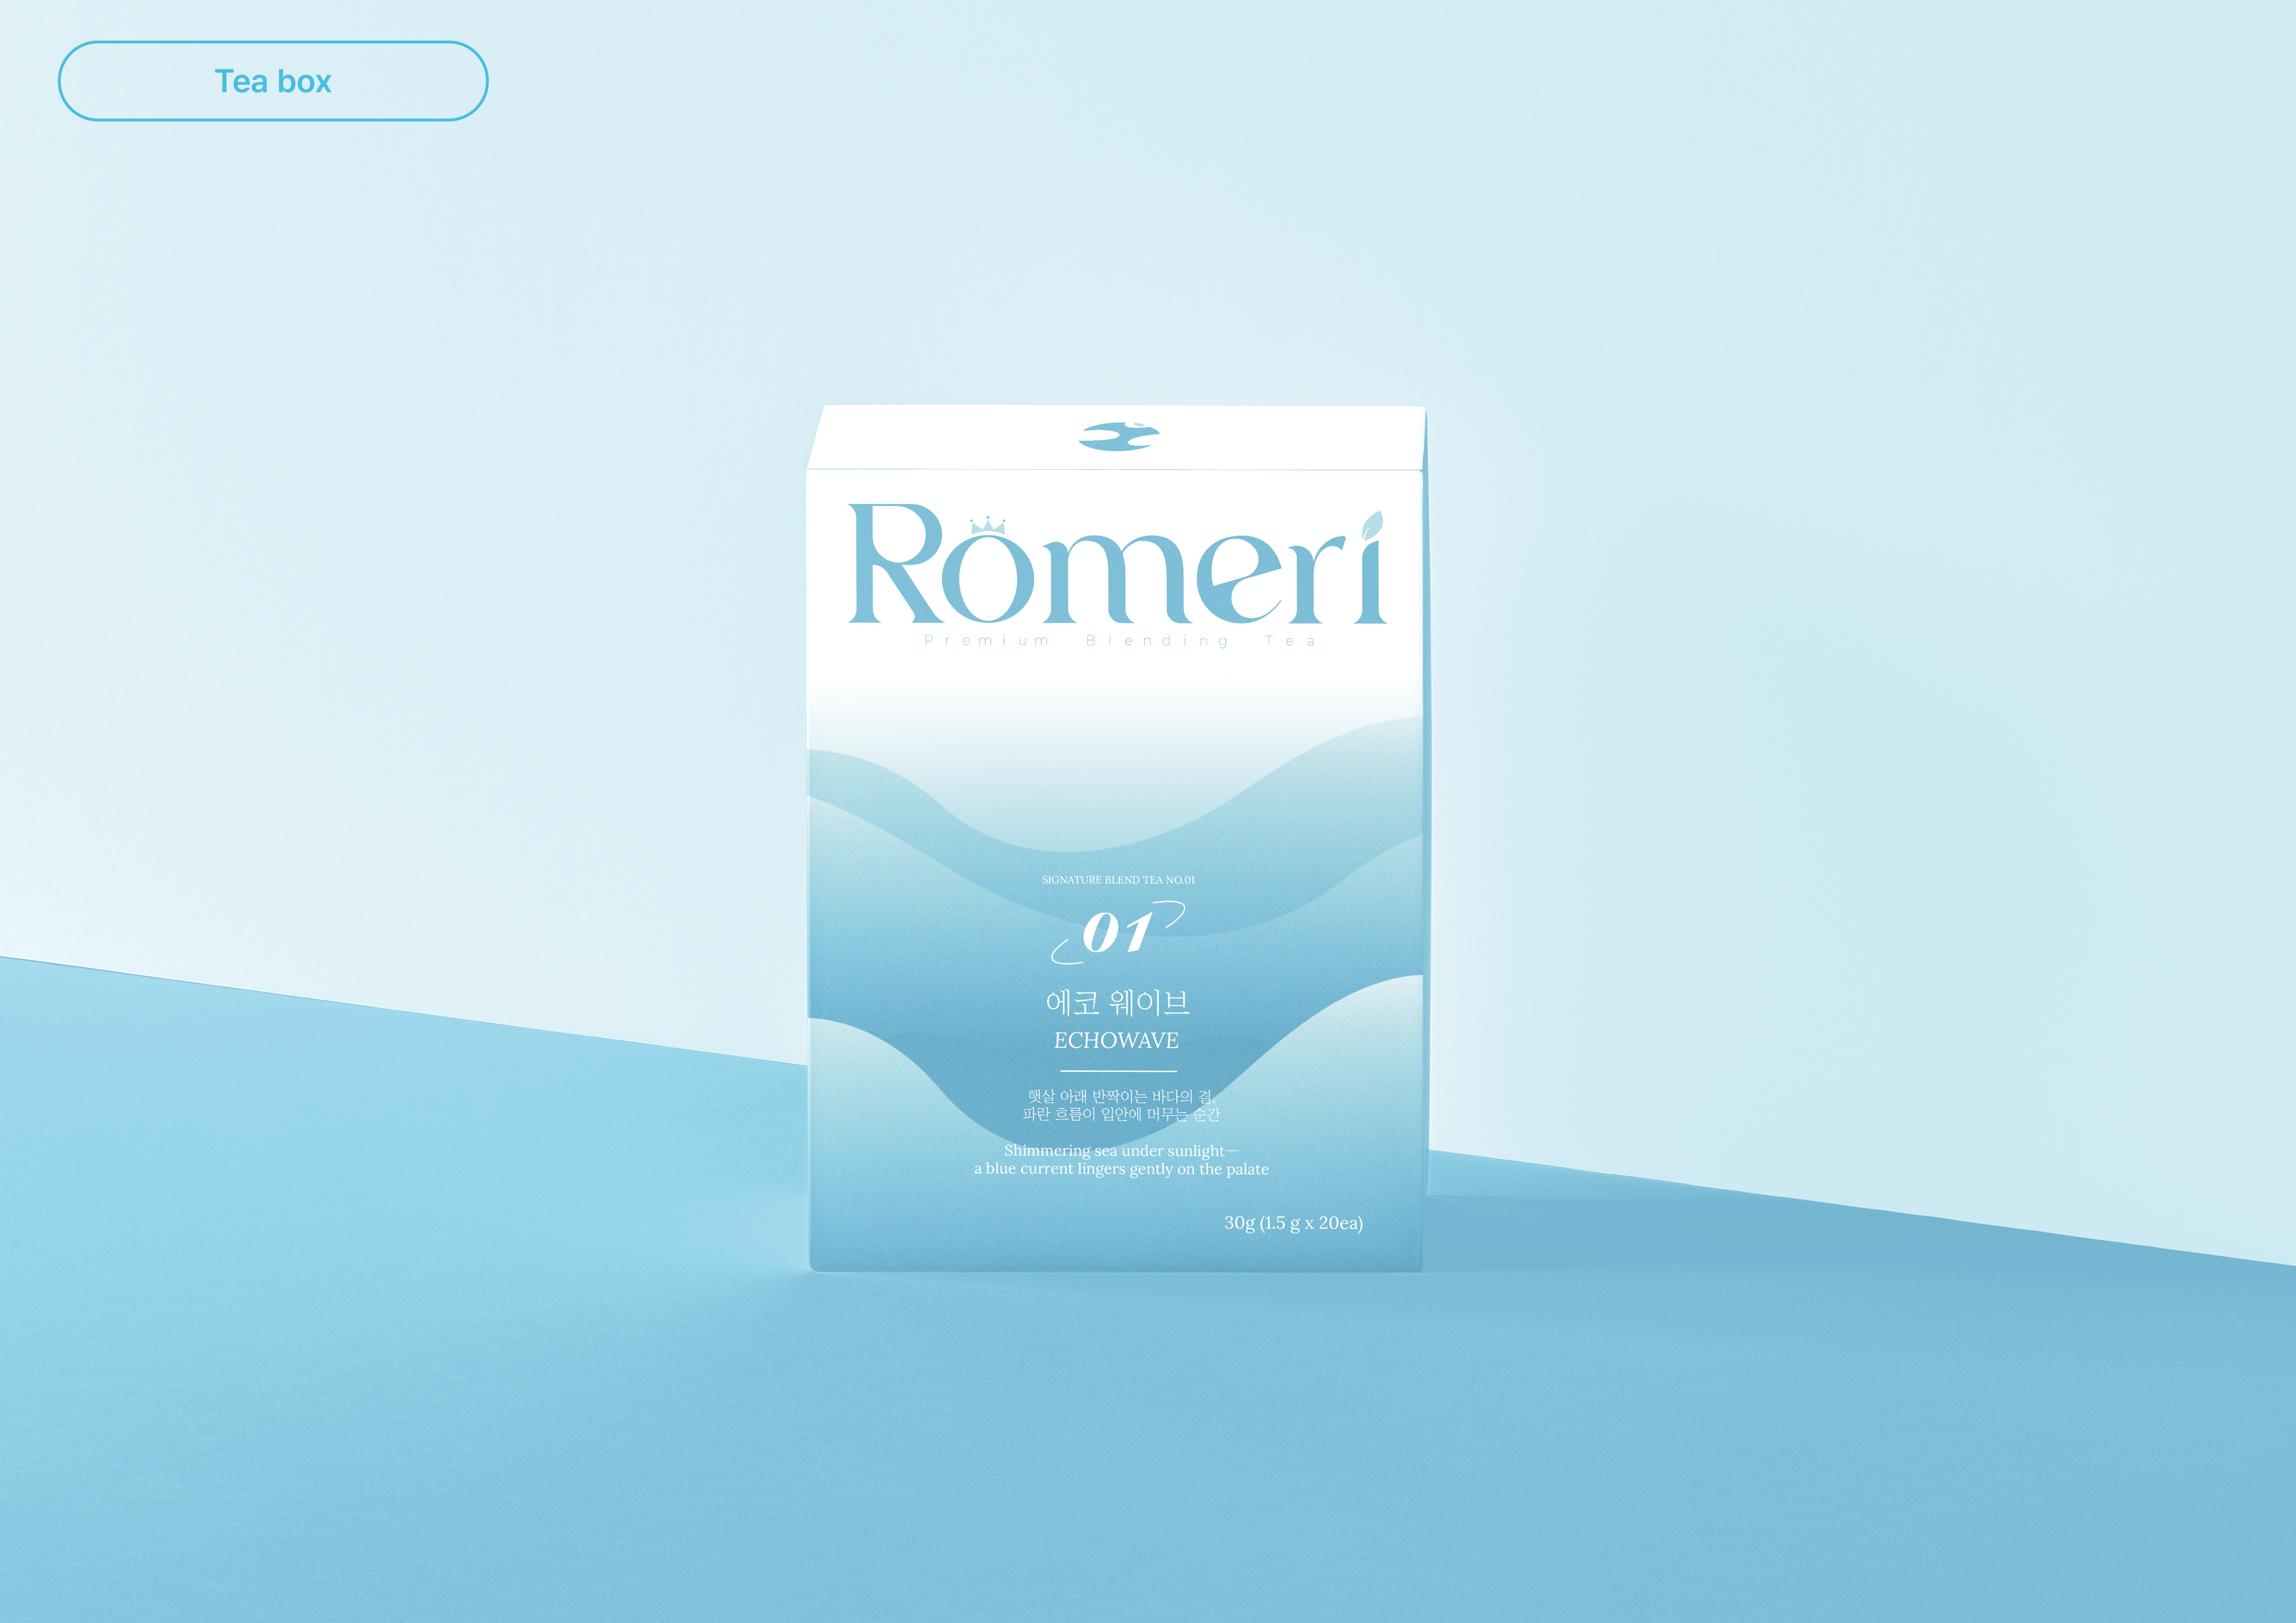 Tea box
Romeri
Premium Blending Tea
SIGNATURE BLEND TEA NO.01
01
에코 웨이브
ECHOWAVE
햇살 아래 반짝이는 바다의 결,
파란 흐름이 입안에 머무는 순간
Shimmering sea under sunlight—
a blue current lingers gently on the palate
30g (1.5 g x 20ea)